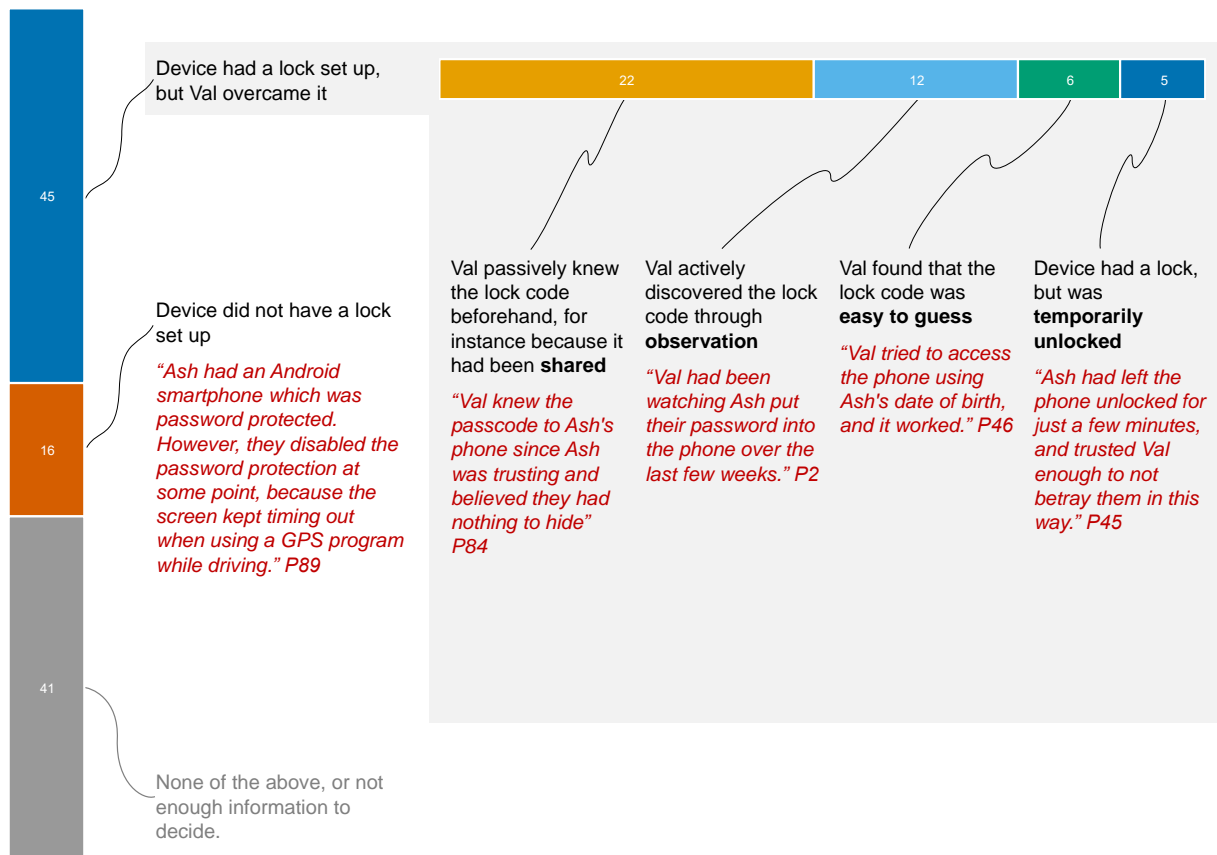 Device had a lock set up,
but Val overcame it
22
12
6
5
45
Val passively knew
the lock code
beforehand, for
instance because it
had been shared
“Val knew the
passcode to Ash's
phone since Ash
was trusting and
believed they had
nothing to hide”
P84
Val actively
discovered the lock
code through
observation
“Val had been
watching Ash put
their password into
the phone over the
last few weeks.” P2
Val found that the
lock code was
easy to guess
“Val tried to access
the phone using
Ash's date of birth,
and it worked.” P46
Device had a lock,
but was
temporarily
unlocked
“Ash had left the
phone unlocked for
just a few minutes,
and trusted Val
enough to not
betray them in this
way.” P45
16
Device did not have a lock
set up
“Ash had an Android
smartphone which was
password protected.
However, they disabled the
password protection at
some point, because the
screen kept timing out
when using a GPS program
while driving.” P89
41
None of the above, or not
enough information to
decide.